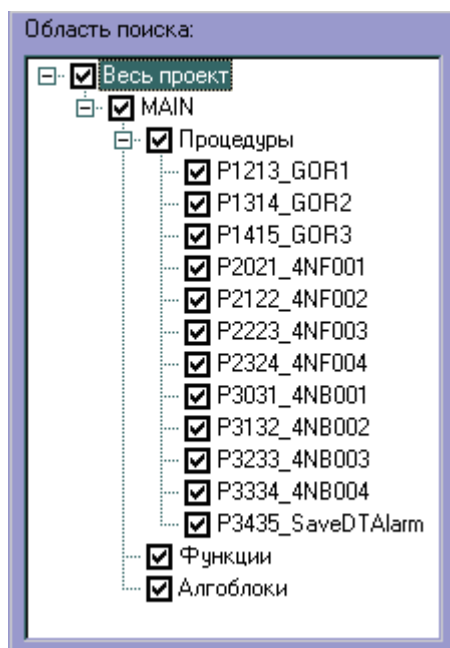 Область поиска:
Весь проект
MAIN
Процедуры
P1213_GOR1
P1314_GOR2
P1415_GOR3
P2021_4NF001
P2122_4NF002
P2223_4NF003
P2324_4NF004
P3031_4NB001
P3132_4NB002
P3233_4NB003
P3334_4NB004
P3435_SaveDTAlarm
Функции
Алгоблоки